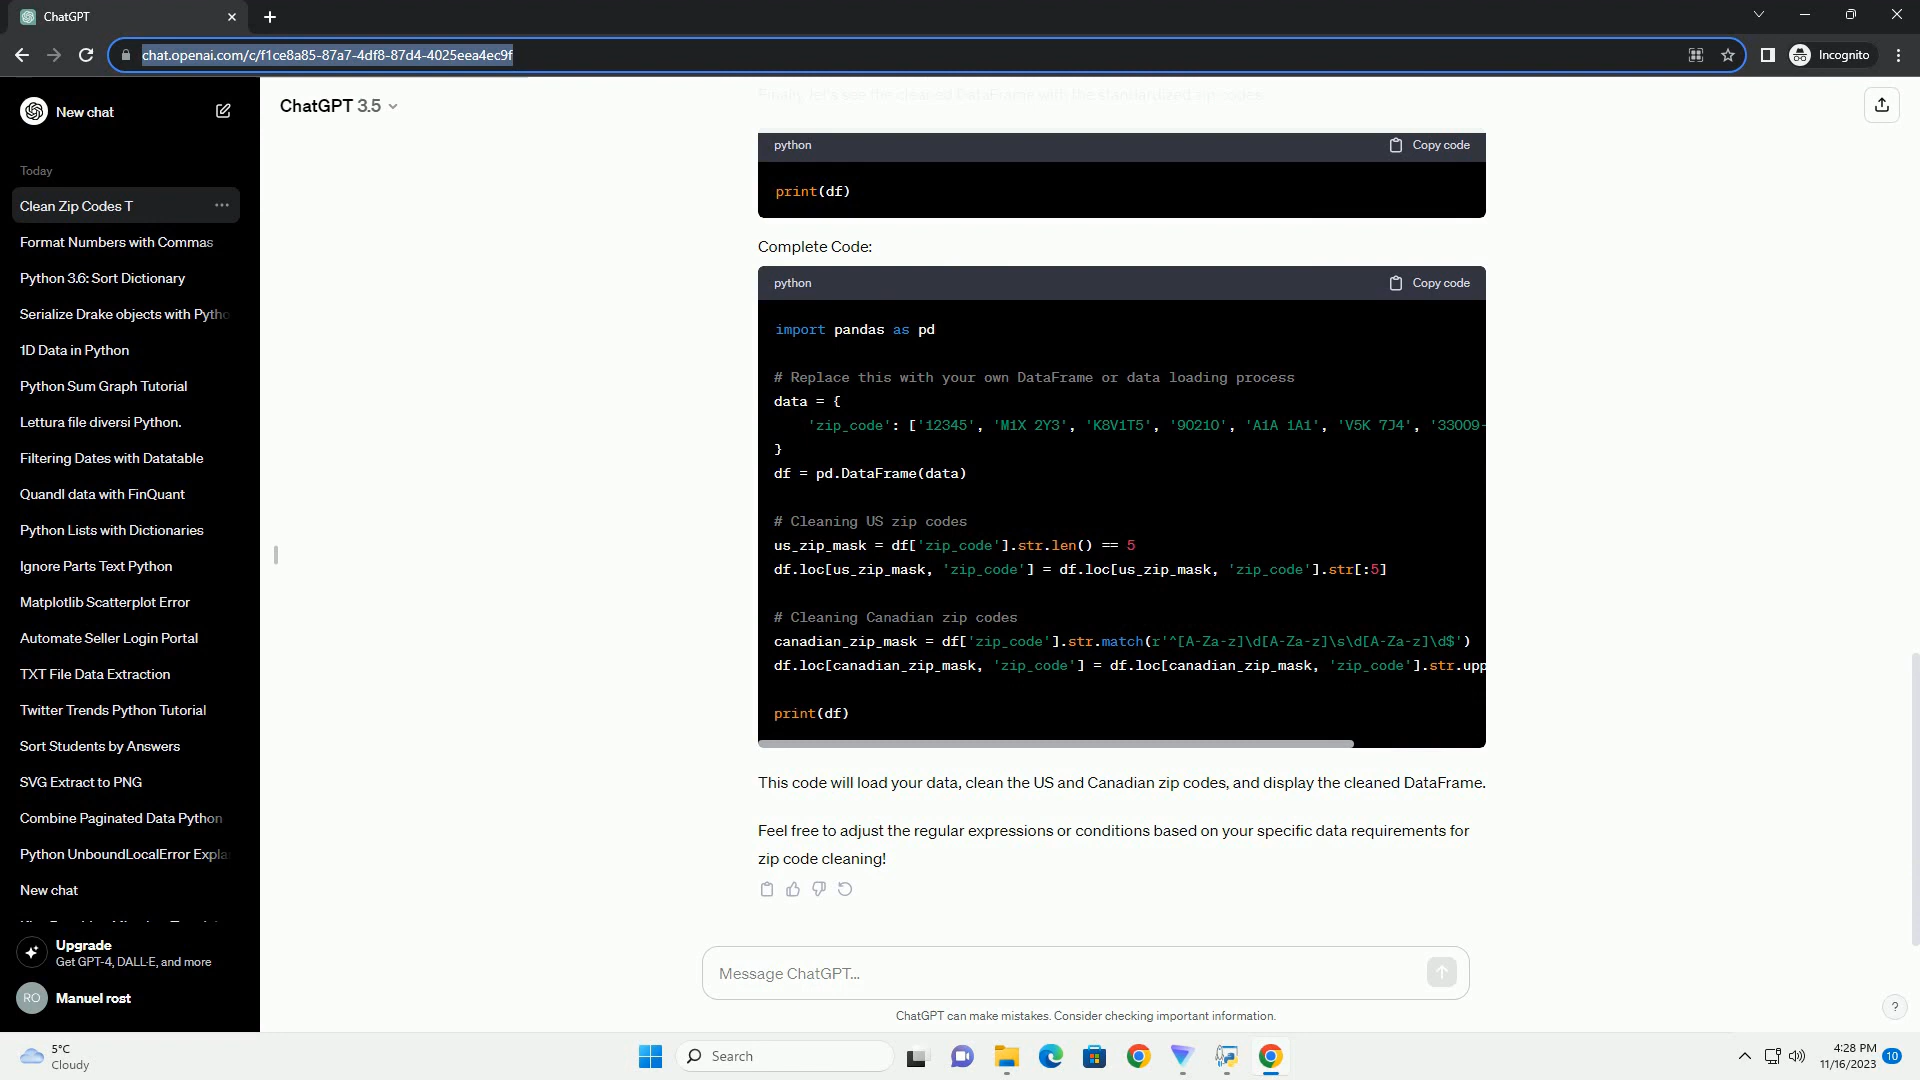 ChatGPT
chat.openai.com/c/f1ce8a85-87a7-4df8-87d4-4025eea4ec9f
Incognito
New chat
ChatGPT 3.5
Finally, let's see the cleaned DataFrame with the standardized zip codes:
Today
Clean Zip Codes T
Format Numbers with Commas
Python 3.6: Sort Dictionary
Serialize Drake objects with Pytho
1D Data in Python
Python Sum Graph Tutorial
Lettura file diversi Python.
Filtering Dates with Datatable
Quandl data with FinQuant
Python Lists with Dictionaries
Ignore Parts Text Python
Matplotlib Scatterplot Error
Automate Seller Login Portal
TXT File Data Extraction
Twitter Trends Python Tutorial
Sort Students by Answers
SVG Extract to PNG
Combine Paginated Data Python
Python UnboundLocalError Expla
New chat
Upgrade
Get GPT-4, DALL·E, and more
RO
Manuel rost
python
Copy code
print(df)
Complete Code:
python
Copy code
import pandas as pd
# Replace this with your own DataFrame or data loading process
data = {
'zip_code': ['12345', 'M1X 2Y3', 'K8V1T5', '90210', 'A1A 1A1', 'V5K 7J4', '33009-
}
df = pd.DataFrame(data)
# Cleaning US zip codes
us_zip_mask = df['zip_code'].str.len() == 5
df.loc[us_zip_mask, 'zip_code'] = df.loc[us_zip_mask, 'zip_code'].str[:5]
# Cleaning Canadian zip codes
canadian_zip_mask = df['zip_code'].str.match(r'^[A-Za-z]\d[A-Za-z]\s\d[A-Za-z]\d$')
df.loc[canadian_zip_mask, 'zip_code'] = df.loc[canadian_zip_mask, 'zip_code'].str.upp
print(df)
This code will load your data, clean the US and Canadian zip codes, and display the cleaned DataFrame.
Feel free to adjust the regular expressions or conditions based on your specific data requirements for
zip code cleaning!
Message ChatGPT...
ChatGPT can make mistakes. Consider checking important information.
?
5°C
Cloudy
Search
4:28 PM
11/16/2023
10